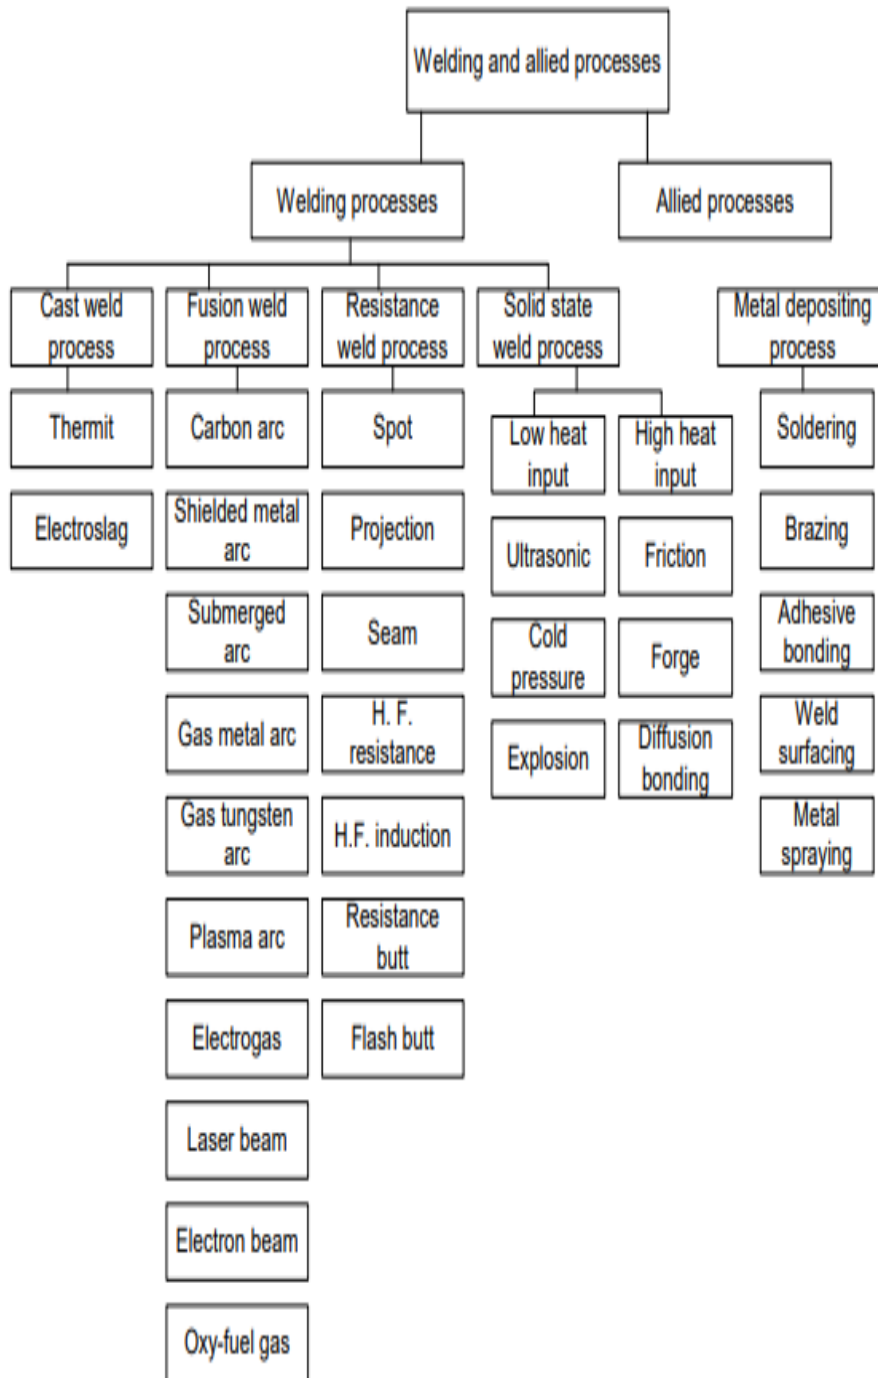 Welding and allied processes
Welding processes
Allied processes
Cast weld
process
Fusion weld
process
Resistance
weld process
Solid state
weld process
Metal depositing
process
Thermit
Electroslag
Carbon arc
Shielded metal
arc
Submerged
arc
Gas metal arc
Gas tungsten
arc
Plasma arc
Electrogas
Laser beam
Electron beam
Oxy-fuel gas
Spot
Projection
Seam
H. F.
resistance
H.F. induction
Resistance
butt
Flash butt
Low heat
input
Ultrasonic
Cold
pressure
Explosion
High heat
input
Friction
Forge
Diffusion
bonding
Soldering
Brazing
Adhesive
bonding
Weld
surfacing
Metal
spraying